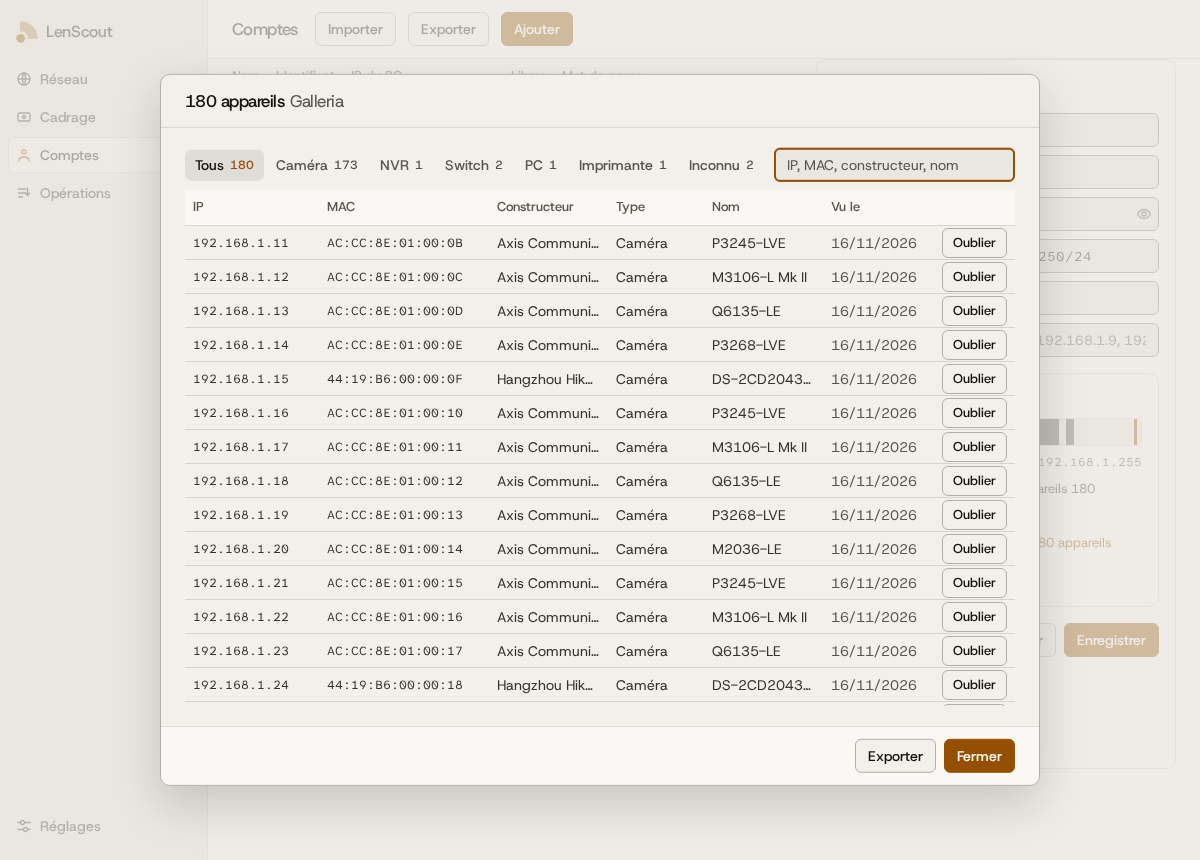 LenScout
Réseau
Cadrage
Comptes
Opérations
Réglages
Comptes Importer Exporter Ajouter
180 appareils Galleria
Tous 180 Caméra 173 NVR 1 Switch 2 PC 1 Imprimante 1 Inconnu 2 IP, MAC, constructeur, nom
IP MAC Constructeur Type Nom Vu le
192.168.1.11 AC:CC:8E:01:00:0B Axis Communi… Caméra P3245-LVE 16/11/2026 Oublier
192.168.1.12 AC:CC:8E:01:00:0C Axis Communi… Caméra M3106-L Mk II 16/11/2026 Oublier
192.168.1.13 AC:CC:8E:01:00:0D Axis Communi… Caméra Q6135-LE 16/11/2026 Oublier
192.168.1.14 AC:CC:8E:01:00:0E Axis Communi… Caméra P3268-LVE 16/11/2026 Oublier
192.168.1.15 44:19:B6:00:00:0F Hangzhou Hik… Caméra DS-2CD2043… 16/11/2026 Oublier
192.168.1.16 AC:CC:8E:01:00:10 Axis Communi… Caméra P3245-LVE 16/11/2026 Oublier
192.168.1.17 AC:CC:8E:01:00:11 Axis Communi… Caméra M3106-L Mk II 16/11/2026 Oublier
192.168.1.18 AC:CC:8E:01:00:12 Axis Communi… Caméra Q6135-LE 16/11/2026 Oublier
192.168.1.19 AC:CC:8E:01:00:13 Axis Communi… Caméra P3268-LVE 16/11/2026 Oublier
192.168.1.20 AC:CC:8E:01:00:14 Axis Communi… Caméra M2036-LE 16/11/2026 Oublier
192.168.1.21 AC:CC:8E:01:00:15 Axis Communi… Caméra P3245-LVE 16/11/2026 Oublier
192.168.1.22 AC:CC:8E:01:00:16 Axis Communi… Caméra M3106-L Mk II 16/11/2026 Oublier
192.168.1.23 AC:CC:8E:01:00:17 Axis Communi… Caméra Q6135-LE 16/11/2026 Oublier
192.168.1.24 44:19:B6:00:00:18 Hangzhou Hik… Caméra DS-2CD2043… 16/11/2026 Oublier
Exporter Fermer
250/24
192.168.1.9, 192
192.168.1.255
areils 180
80 appareils
Enregistrer